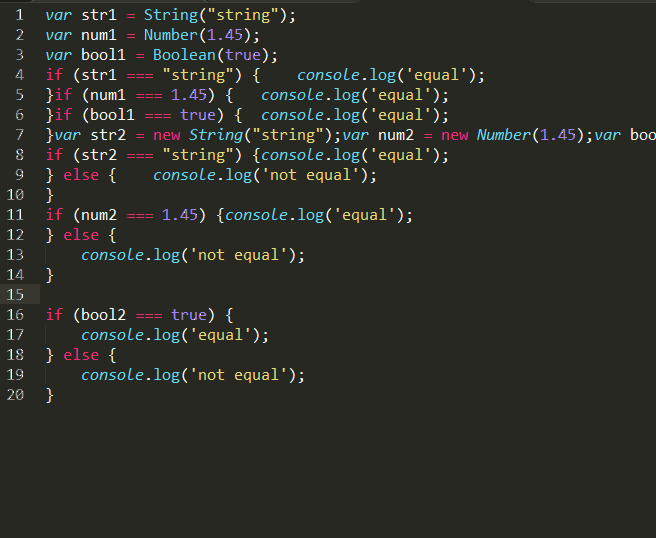 1 var str1 = String("string");
2 var num1 = Number(1.45);
3 var bool1 = Boolean(true);
4 if (str1 === "string") {    console.log('equal');
5 }if (num1 === 1.45) {   console.log('equal');
6 }if (bool1 === true) {  console.log('equal');
7 }var str2 = new String("string");var num2 = new Number(1.45);var boo
8 if (str2 === "string") {console.log('equal');
9 } else {    console.log('not equal');
10 }
11 if (num2 === 1.45) {console.log('equal');
12 } else {
13     console.log('not equal');
14 }
15
16 if (bool2 === true) {
17     console.log('equal');
18 } else {
19     console.log('not equal');
20 }